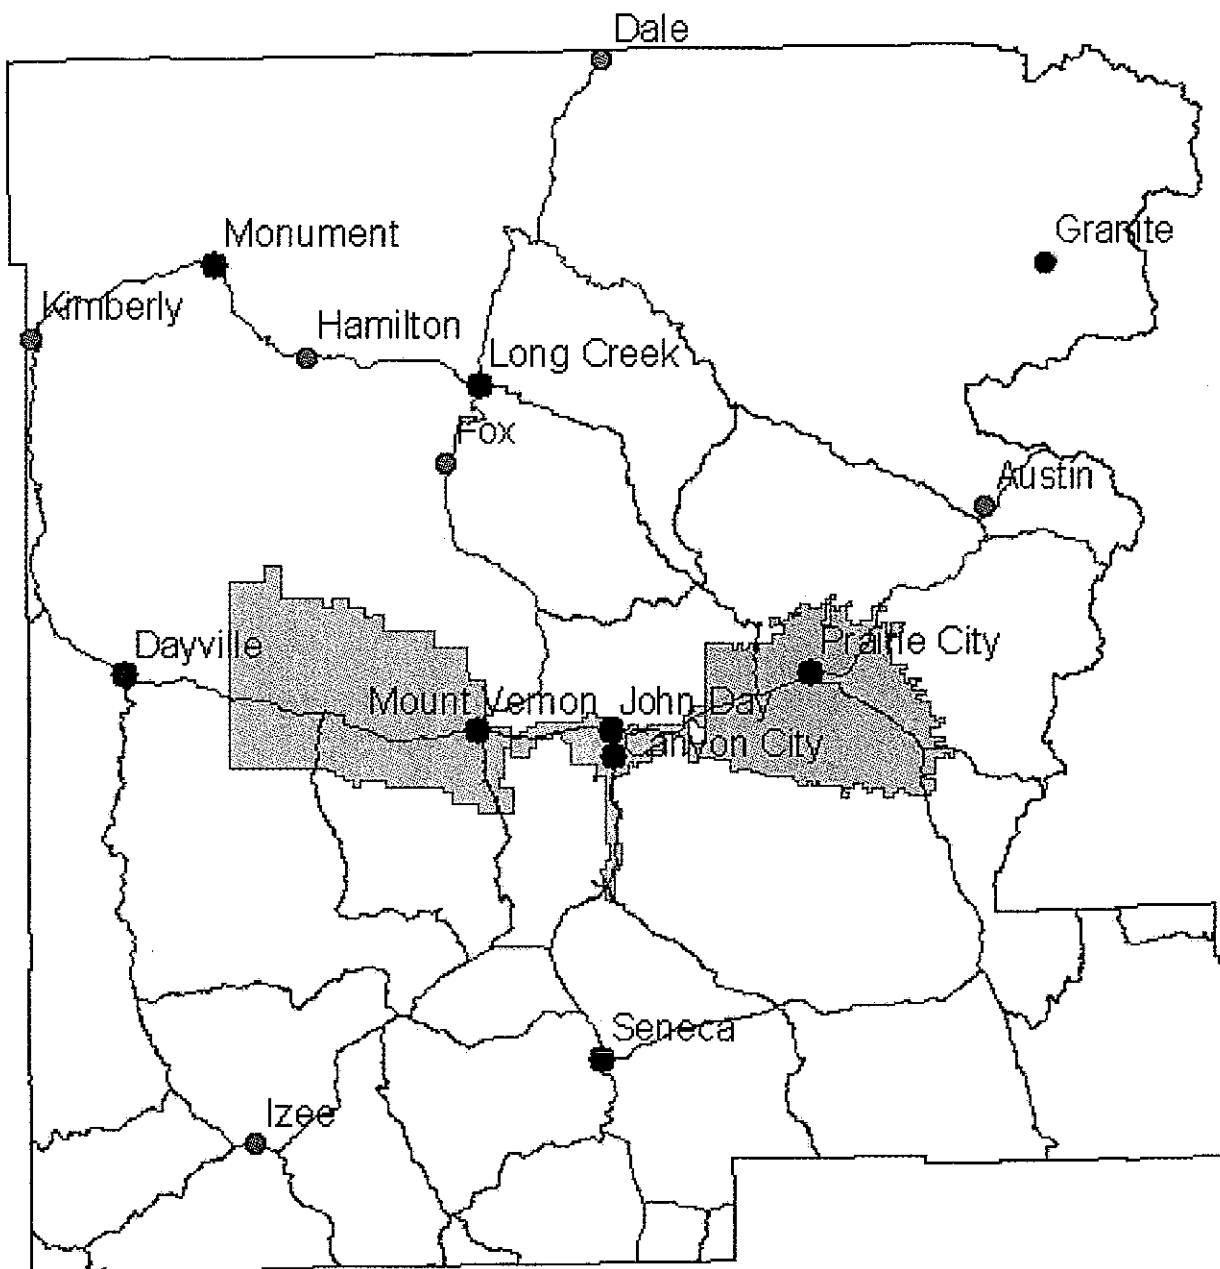 Dale
Monument
Granite
Kimberly
Hamilton
Long Creek
Fox
Austin
Dayville
Prairie City
Mount Vernon
John Day
Canyon City
Seneca
Izee